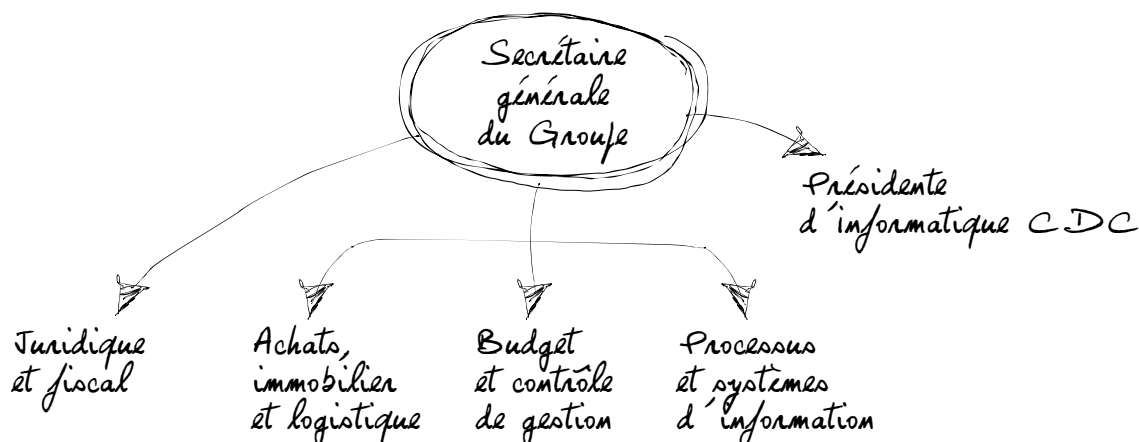 Secrétaire
générale
du Groupe
Présidente
d'informatique CDC
Juridique
et fiscal
Achats,
immobilier
et logistique
Budget
et contrôle
de gestion
Processus
et systèmes
d'information